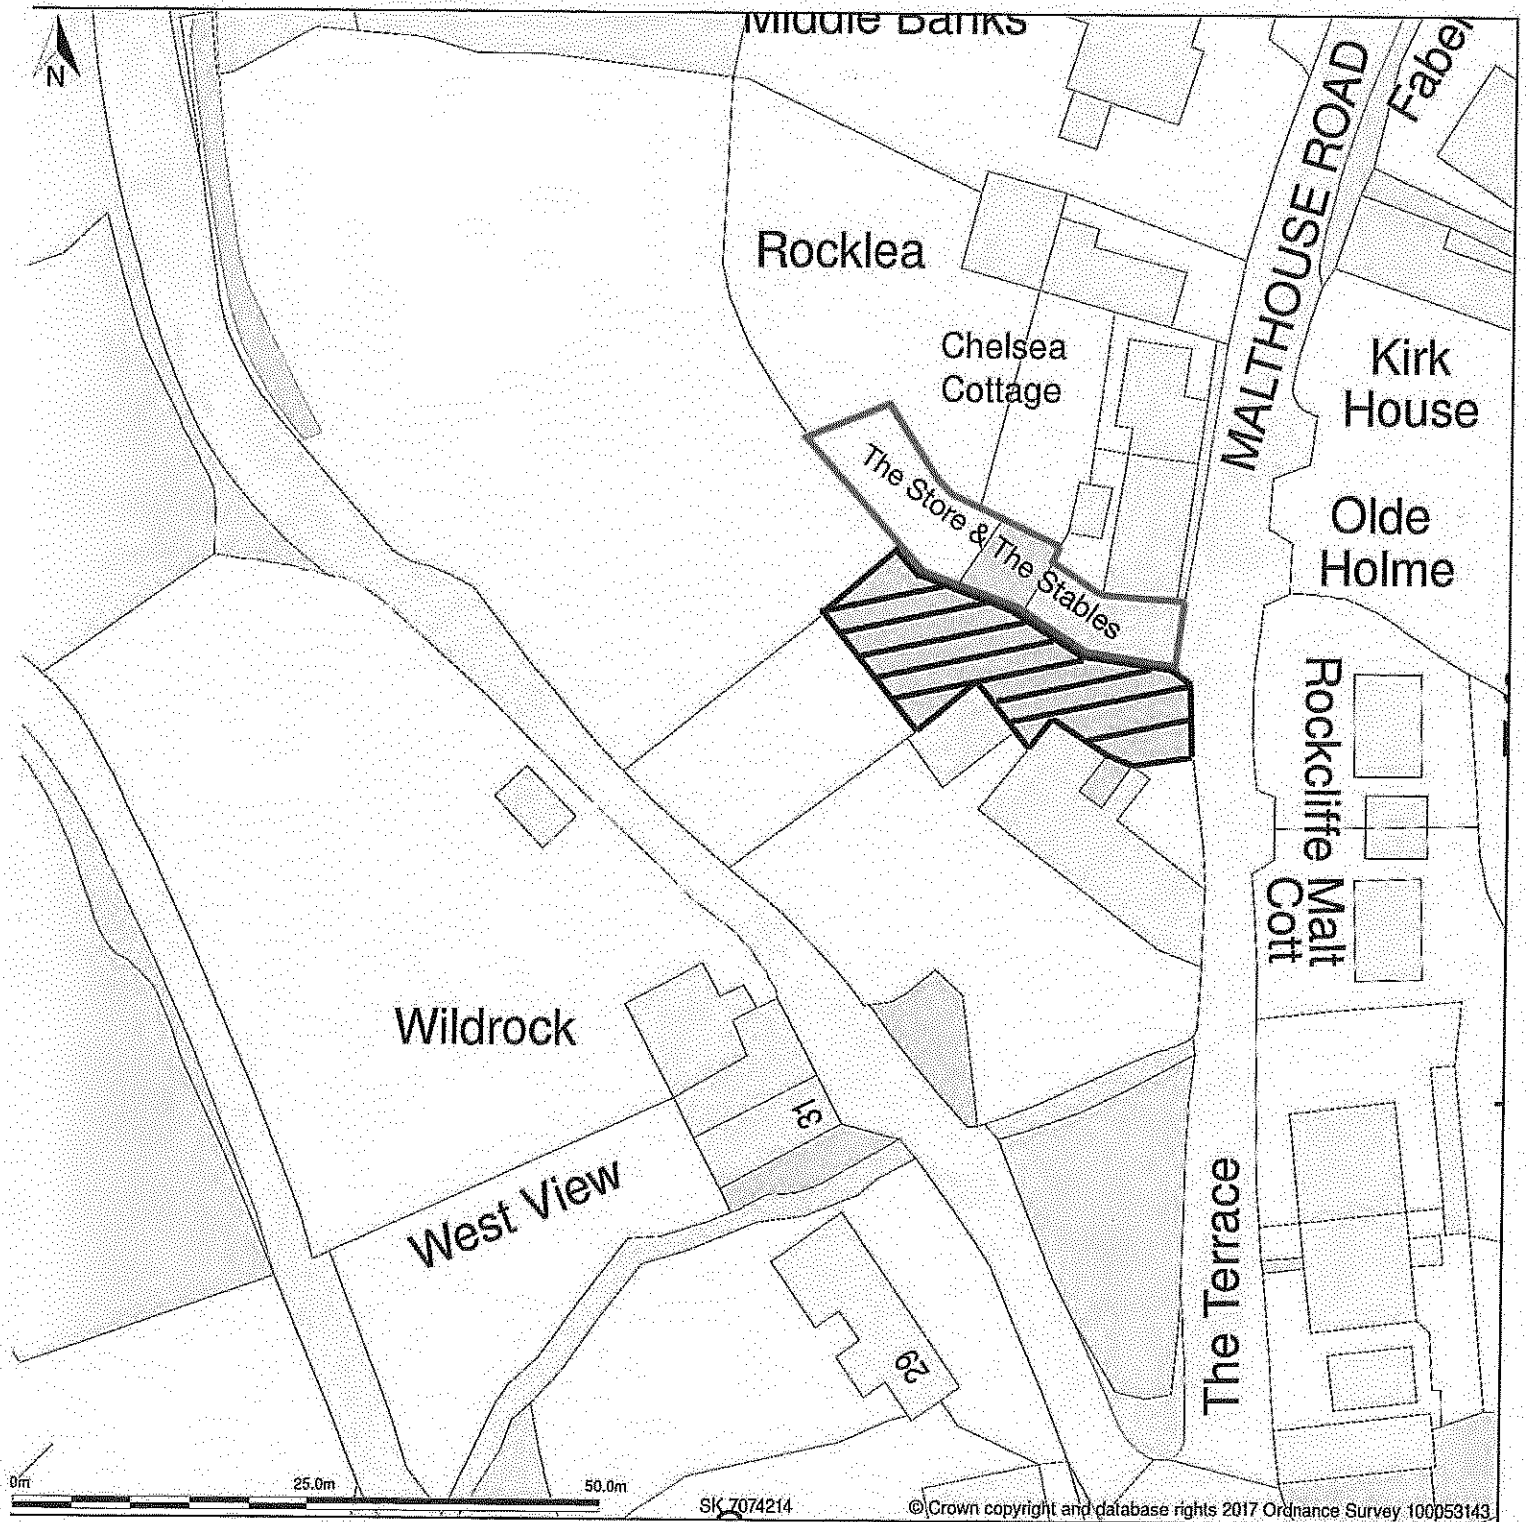 Middle Banks
Faber
N
MALTHOUSE ROAD
Rocklea
Chelsea
Cottage
Kirk
House
The Store & The Stables
Olde
Holme
Rockcliffe
Malt
Cott
Wildrock
31
West View
The Terrace
29
0m
25.0m
50.0m
SK 7074214
© Crown copyright and database rights 2017 Ordnance Survey 100053143